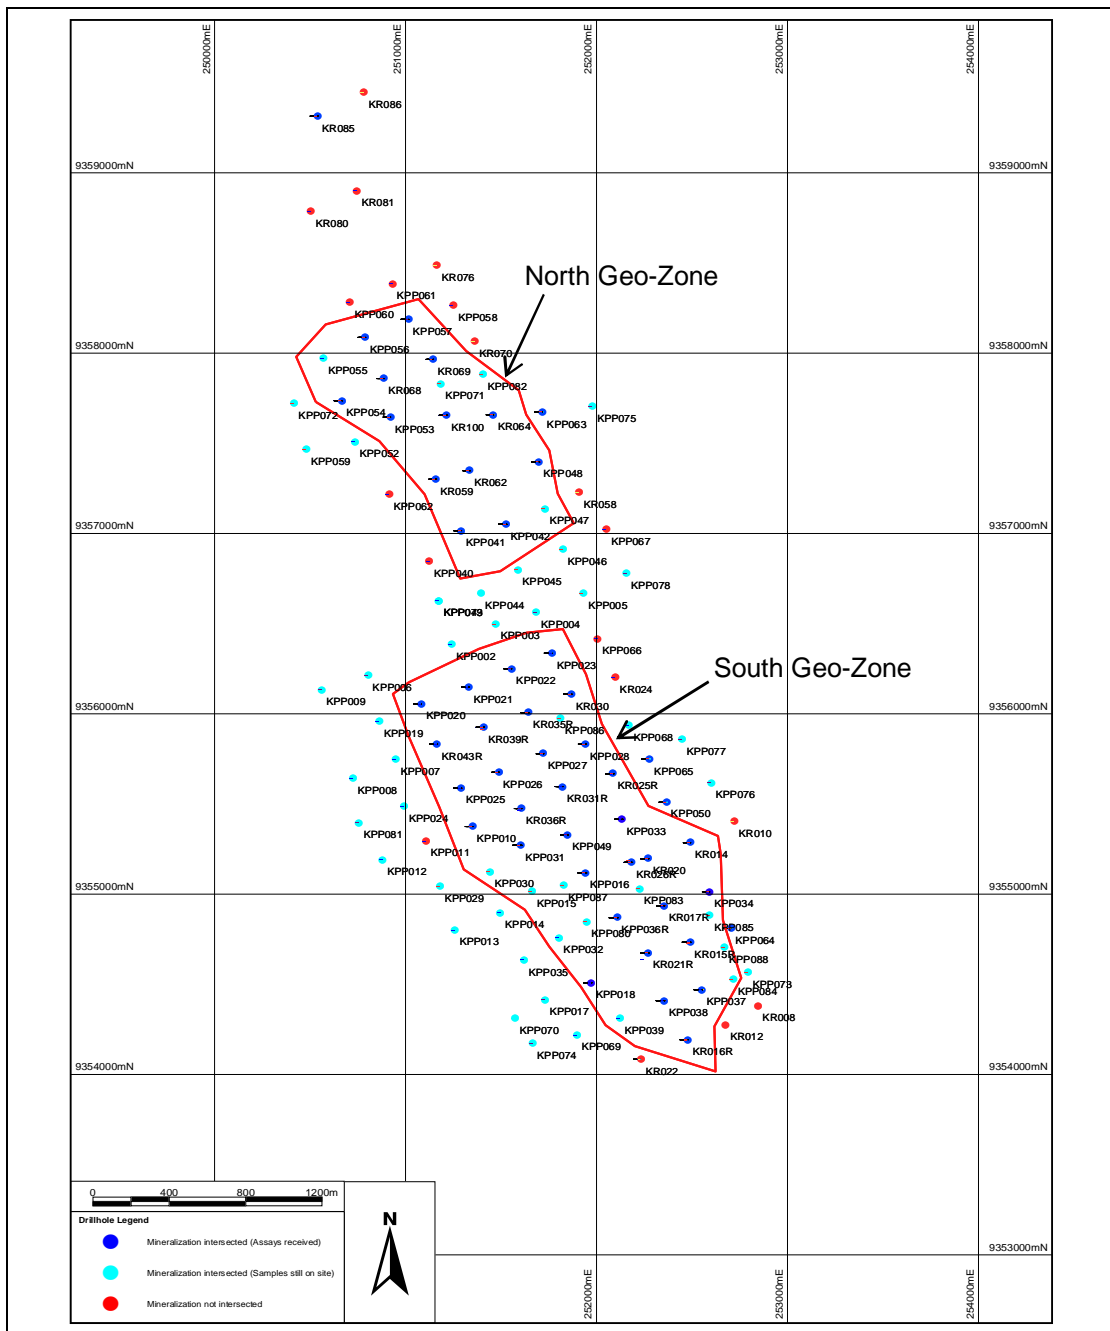 250000mE
251000mE
252000mE
253000mE
254000mE
KR086
KR085
9359000mN
9359000mN
KR081
KR080
North Geo-Zone
KR076
KPP061
KPP060
KPP058
KPP057
KPP056
KR070
9358000mN
9358000mN
KPP055
KR069
KPP082
KR068
KPP071
KPP072
KPP054
KPP053
KR100
KR064
KPP063
KPP075
KPP052
KPP059
KPP048
KR062
KR059
KPP062
KR058
KPP047
9357000mN
9357000mN
KPP042
KPP041
KPP067
KPP046
KPP040
KPP045
KPP078
KPP044
KPP005
KPP004
KPP003
KPP002
KPP066
South Geo-Zone
KPP023
KPP022
KR024
KPP006
KPP021
KPP009
KR030
KPP020
9356000mN
9356000mN
KR035R
KPP086
KPP019
KR039R
KPP068
KPP077
KR043R
KPP028
KPP027
KPP007
KPP065
KPP026
KR025R
KPP008
KPP025
KR031R
KPP076
KPP024
KR036R
KPP050
KPP081
KPP010
KPP033
KR010
KPP011
KPP031
KPP049
KR014
KPP012
KR020
KR026R
9355000mN
9355000mN
KPP030
KPP016
KPP029
KPP015
KPP087
KPP083
KPP034
KPP014
KR017R
KPP085
KPP013
KPP080
KPP036R
KPP064
KPP032
KR015R
KPP088
KPP035
KR021R
KPP073
KPP084
KPP018
KPP037
KPP017
KPP038
KR008
KPP070
KPP039
KR012
KPP069
KPP074
KR016R
KR022
9354000mN
9354000mN
9353000mN
9353000mN
0 400 800 1200m
N
Drillhole Legend
Mineralization intersected (Assays received)
Mineralization intersected (Samples still on site)
Mineralization not intersected
250000mE
251000mE
252000mE
253000mE
254000mE